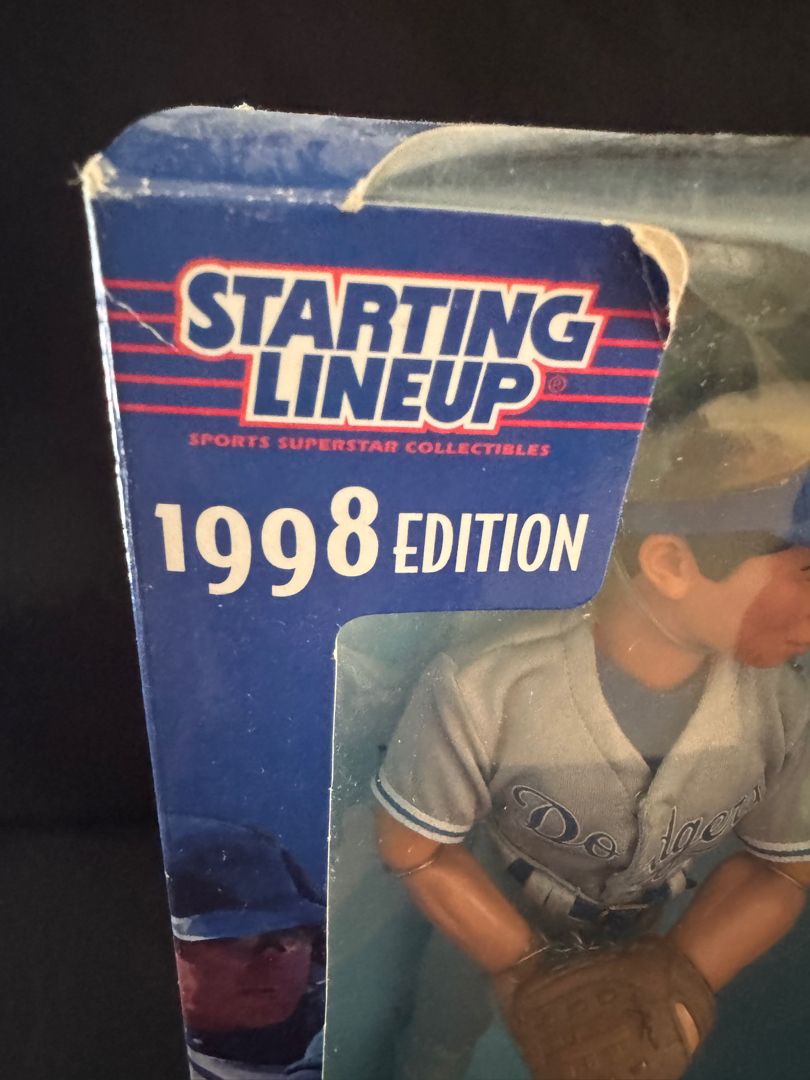 STARTING
LINEUP®
SPORTS SUPERSTAR COLLECTIBLES
1998 EDITION
Dodgers